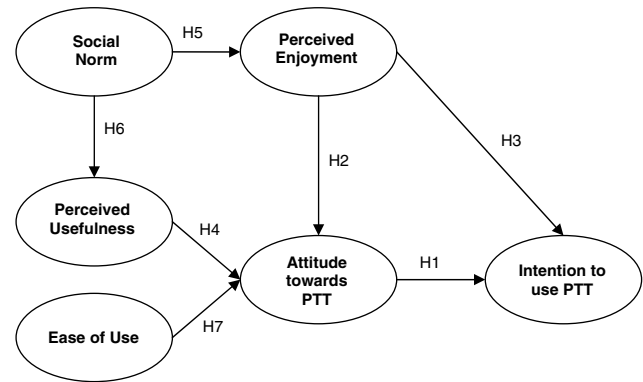 Social
Norm
H5
Perceived
Enjoyment
H6
H2
H3
Perceived
Usefulness
H4
Attitude
towards
PTT
H1
Intention to
use PTT
Ease of Use
H7